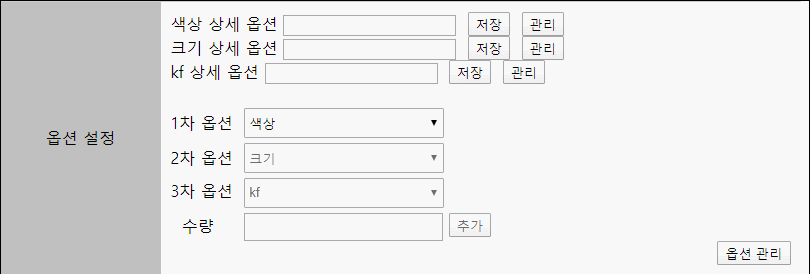 옵션 설정
색상 상세 옵션 저장 관리
크기 상세 옵션 저장 관리
kf 상세 옵션 저장 관리
1차 옵션 색상
2차 옵션 크기
3차 옵션 kf
수량 추가
옵션 관리